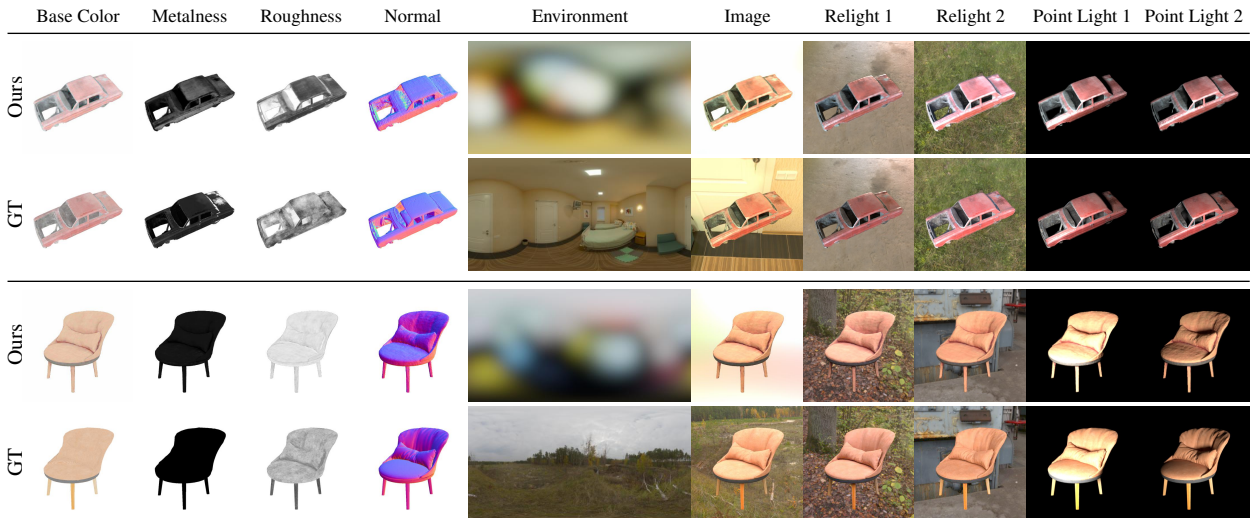 Base Color Metalness Roughness Normal Environment Image Relight 1 Relight 2 Point Light 1 Point Light 2
Ours
GT
Ours
GT